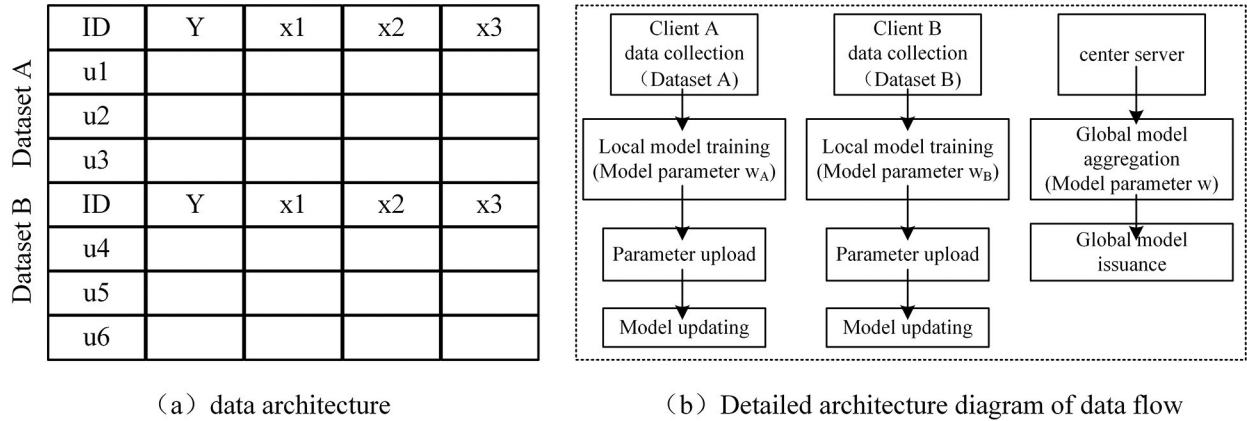 Dataset A
Dataset B
ID Y x1 x2 x3
u1
u2
u3
ID Y x1 x2 x3
u4
u5
u6
(a) data architecture
Client A
data collection
(Dataset A)
Local model training
(Model parameter wA)
Parameter upload
Model updating
Client B
data collection
(Dataset B)
Local model training
(Model parameter wB)
Parameter upload
Model updating
center server
Global model
aggregation
(Model parameter w)
Global model
issuance
(b) Detailed architecture diagram of data flow